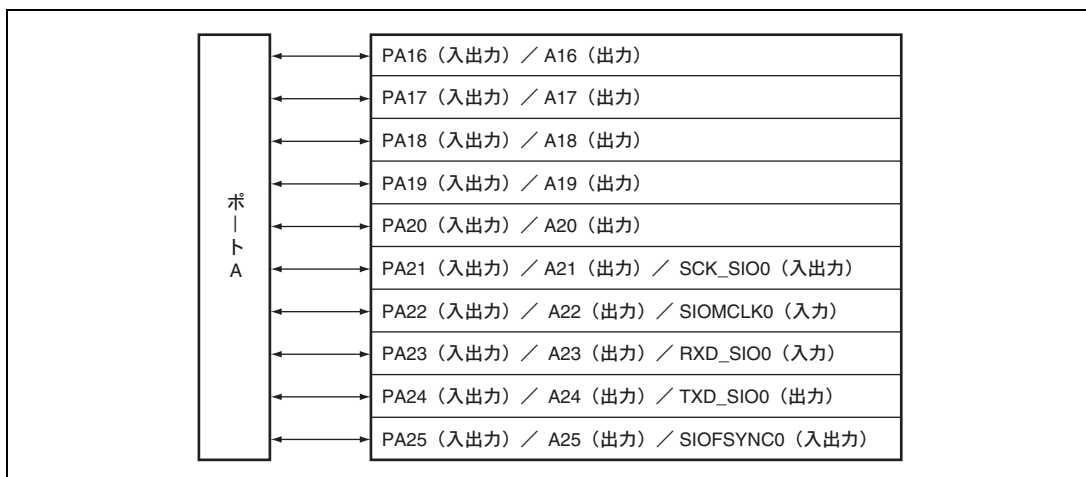 ポートA
PA16（入出力）／ A16（出力）
PA17（入出力）／ A17（出力）
PA18（入出力）／ A18（出力）
PA19（入出力）／ A19（出力）
PA20（入出力）／ A20（出力）
PA21（入出力）／ A21（出力）／ SCK_SIO0（入出力）
PA22（入出力）／ A22（出力）／ SIOMCLK0（入力）
PA23（入出力）／ A23（出力）／ RXD_SIO0（入力）
PA24（入出力）／ A24（出力）／ TXD_SIO0（出力）
PA25（入出力）／ A25（出力）／ SIOFSYNC0（入出力）